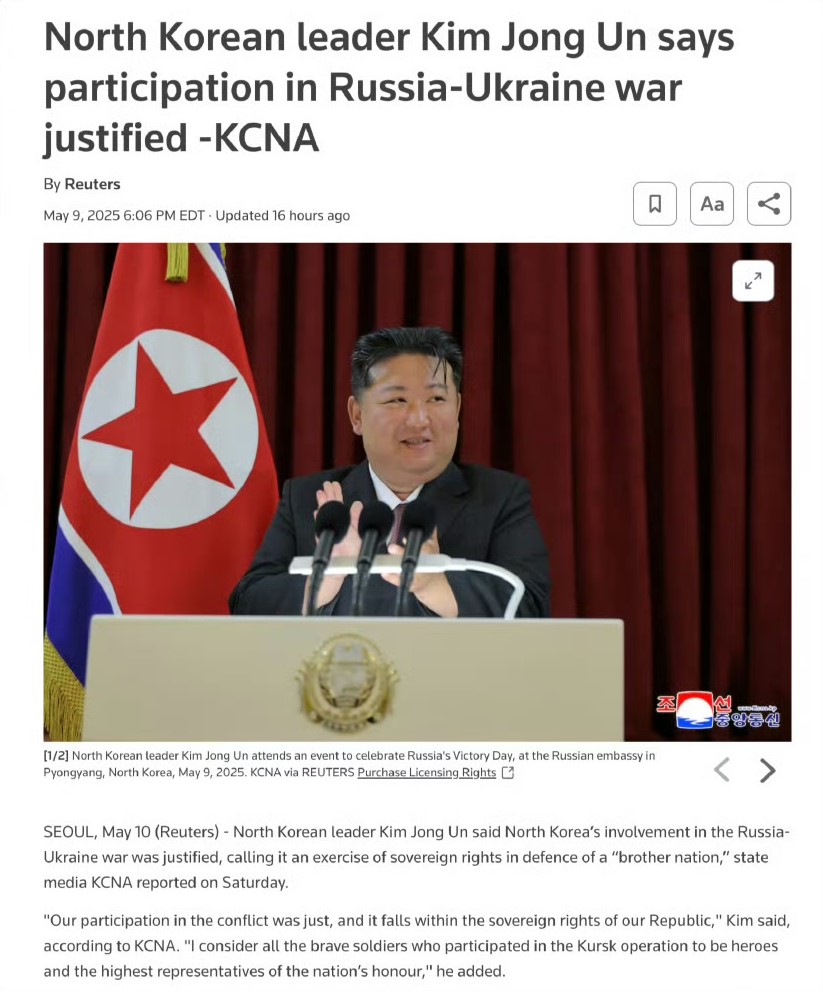 North Korean leader Kim Jong Un says
participation in Russia-Ukraine war
justified -KCNA
By Reuters
May 9, 2025 6:06 PM EDT · Updated 16 hours ago
Aa
조선
www.kcna.kp
중앙통신
[1/2] North Korean leader Kim Jong Un attends an event to celebrate Russia's Victory Day, at the Russian embassy in
Pyongyang, North Korea, May 9, 2025. KCNA via REUTERS Purchase Licensing Rights
SEOUL, May 10 (Reuters) - North Korean leader Kim Jong Un said North Korea’s involvement in the Russia-
Ukraine war was justified, calling it an exercise of sovereign rights in defence of a “brother nation,” state
media KCNA reported on Saturday.
"Our participation in the conflict was just, and it falls within the sovereign rights of our Republic," Kim said,
according to KCNA. "I consider all the brave soldiers who participated in the Kursk operation to be heroes
and the highest representatives of the nation’s honour," he added.